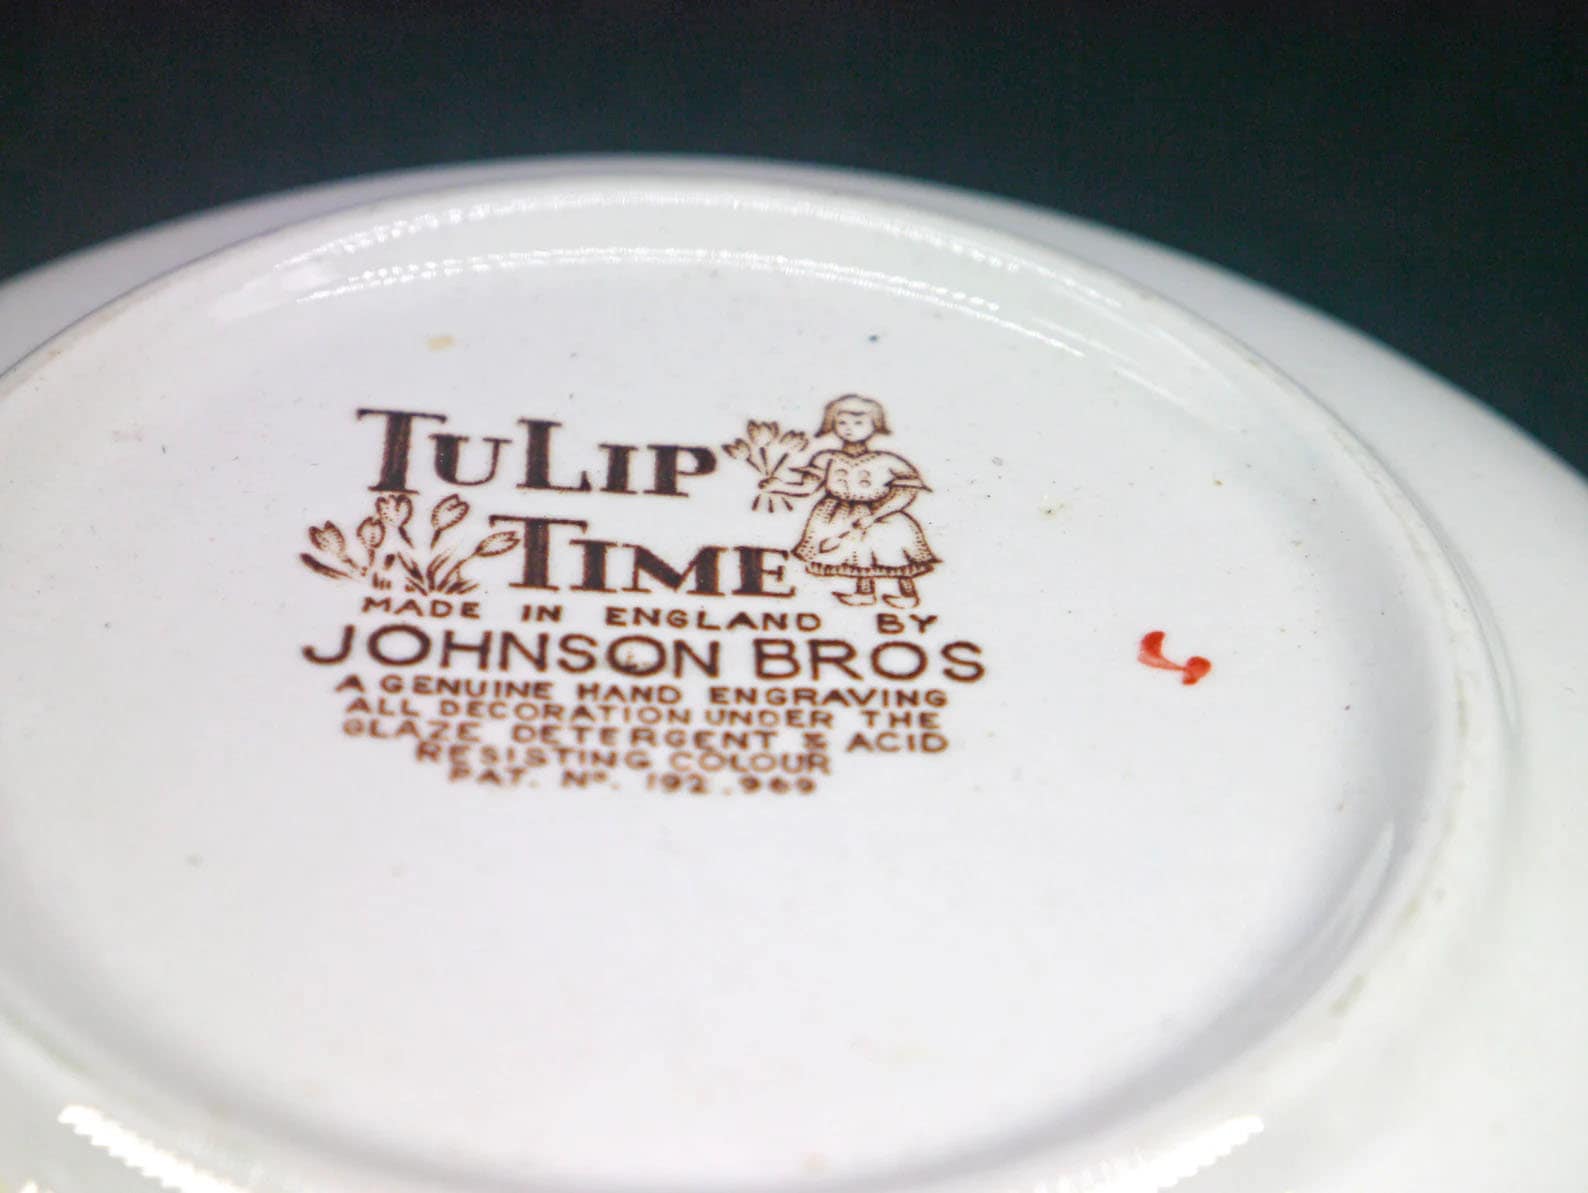 TULIP
TIME
MADE IN ENGLAND BY
JOHNSON BROS
A GENUINE HAND ENGRAVING
ALL DECORATION UNDER THE
GLAZE DETERGENT & ACID
RESISTING COLOUR
PAT. No. 192.969